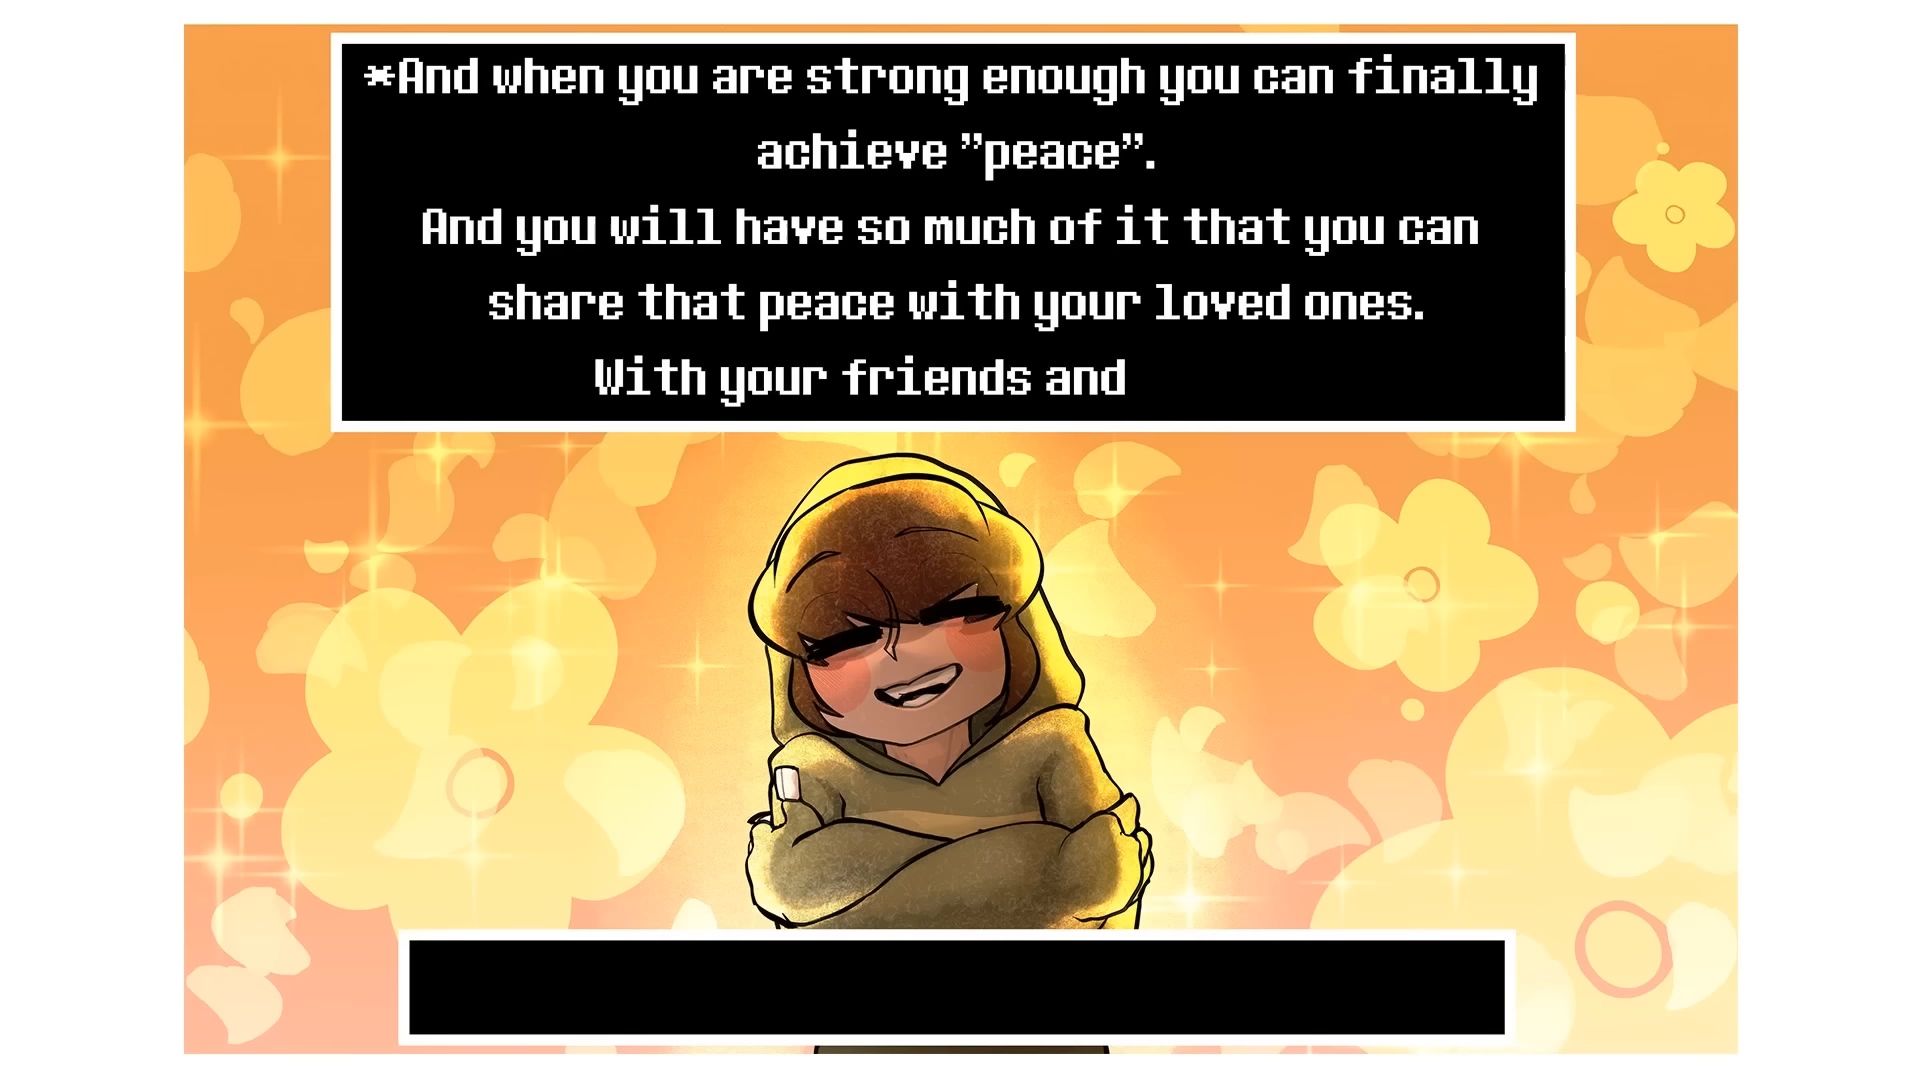 *And when you are strong enough you can finally
achieve ”peace”.
And you will have so much of it that you can
share that peace with your loved ones.
With your friends and